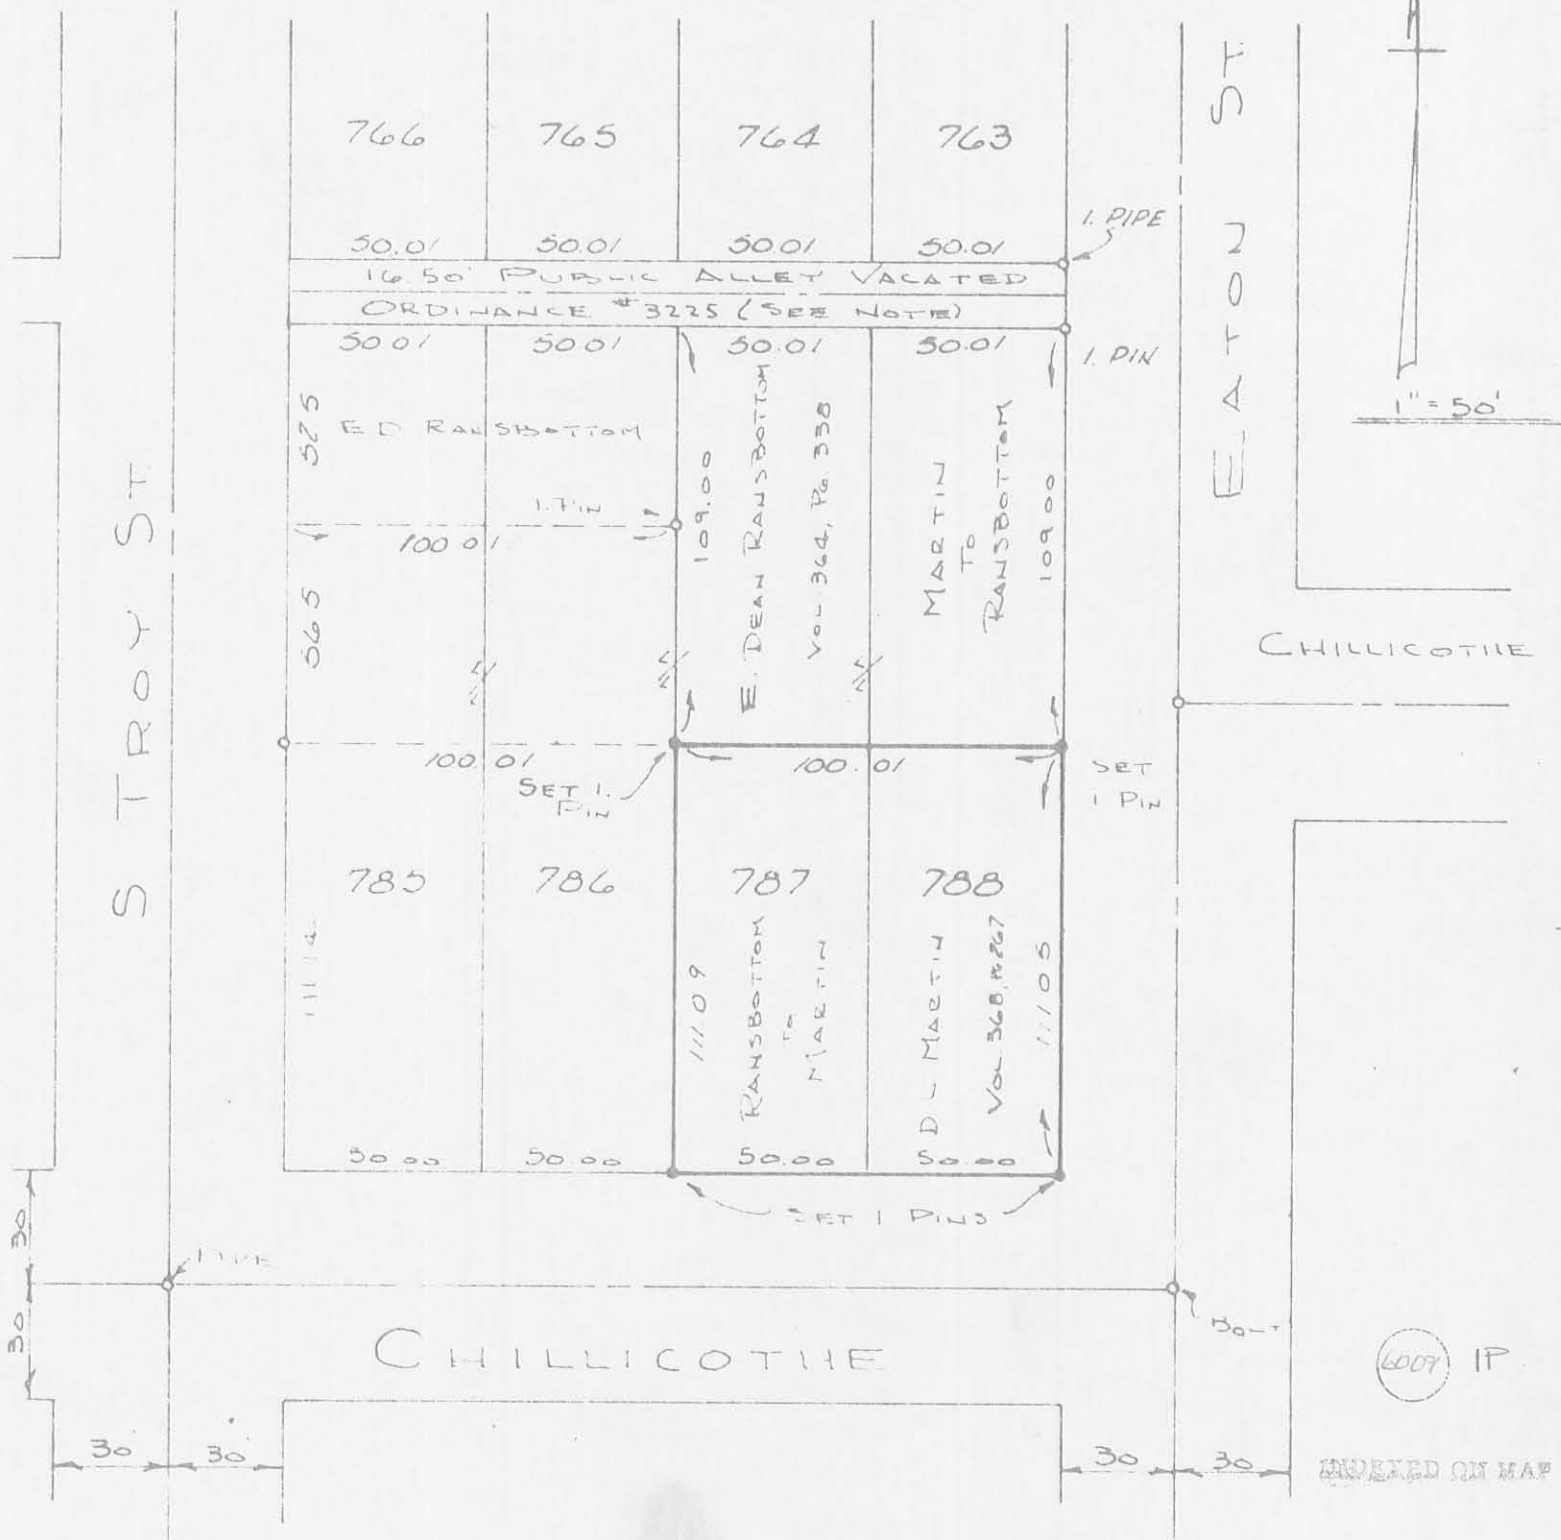 766 765 764 763
50.01 50.01 50.01 50.01
I. PIPE
16.50' PUBLIC ALLEY VACATED
ORDINANCE #3225 (SEE NOTE)
50.01 50.01 50.01 50.01
I. PIN
1" = 50'
ELATON ST.
S TROY ST.
52.5
E D RANSBOTTOM
I. PIN
100.01
56.5
109.00
E. DEAN RANSBOTTOM
VOL 364, PG. 338
MARTIN
TO
RANSBOTTOM
109.00
CHILLICOTHE
100.01
SET I.
PIN
100.01
SET
I PIN
785 786 787 788
111.14
111.09
RANSBOTTOM
TO
MARTIN
D L MARTIN
VOL. 368, PG 267
111.05
50.00 50.00 50.00 50.00
SET I PINS
30
30
PIPE
CHILLICOTHE
BOLT
30 30
30 30
6009 IP
INDEXED ON MAP